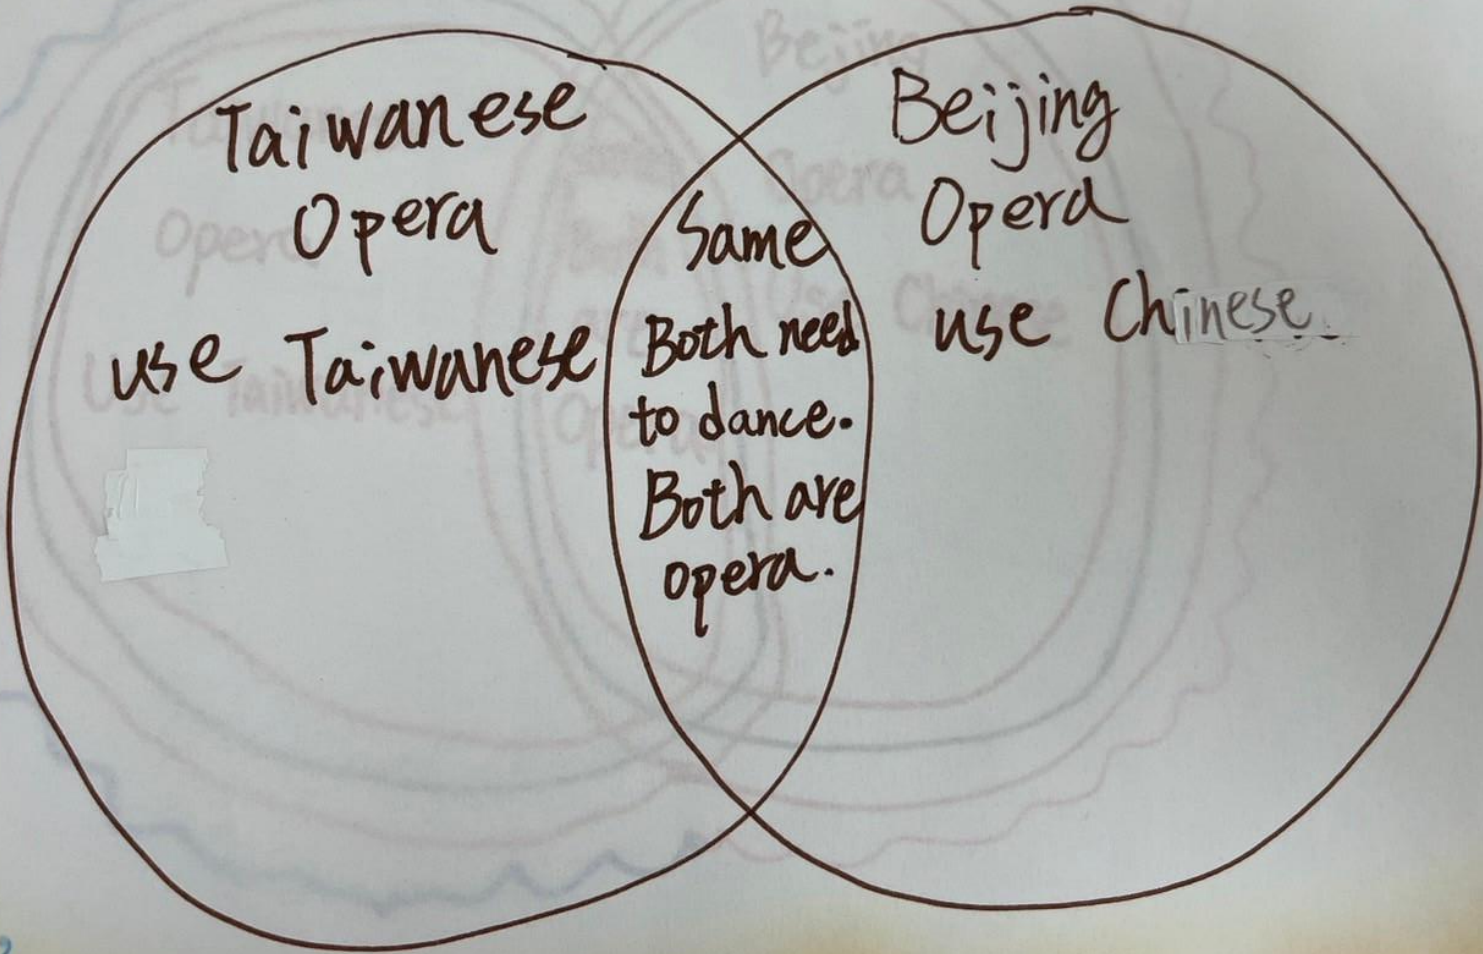 Taiwanese
Opera
use Taiwanese
Same
Both need
to dance.
Both are
opera.
Beijing
Opera
use Chinese.